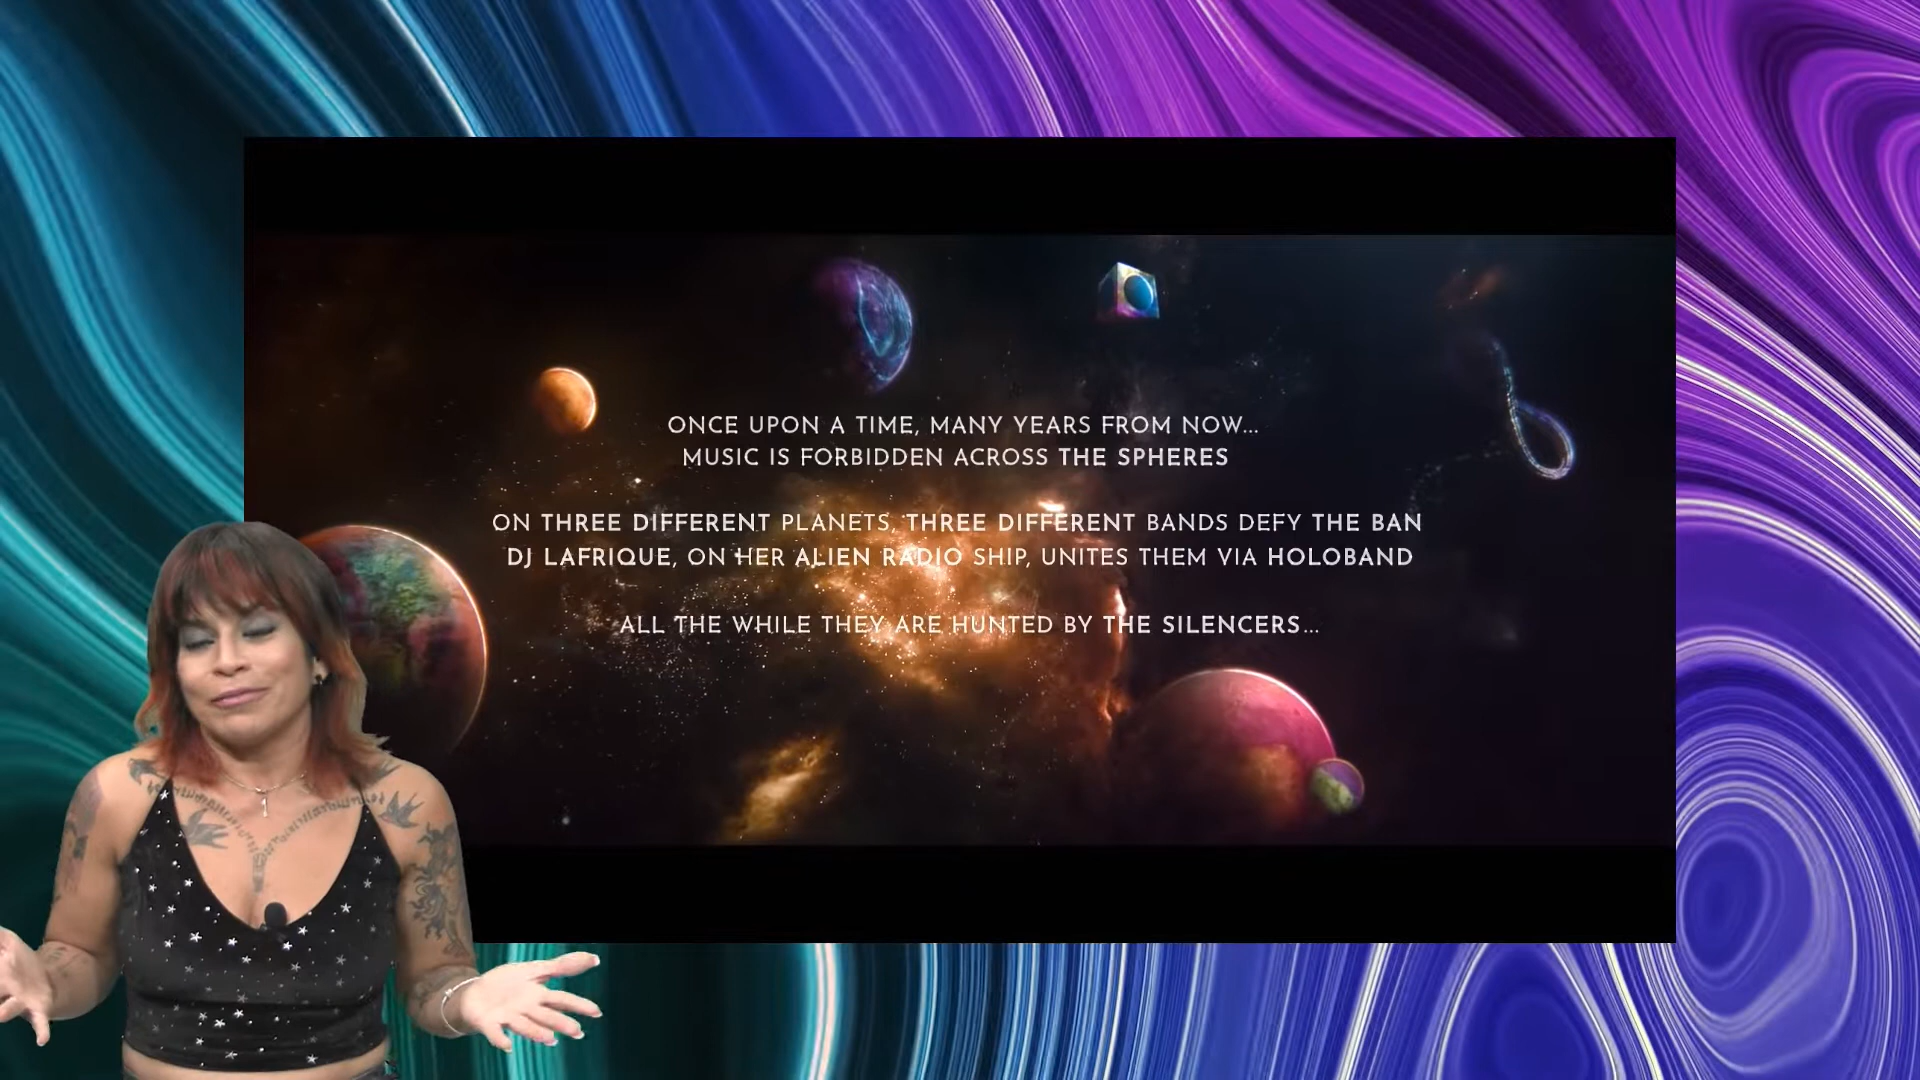 ONCE UPON A TIME, MANY YEARS FROM NOW...
MUSIC IS FORBIDDEN ACROSS THE SPHERES
ON THREE DIFFERENT PLANETS, THREE DIFFERENT BANDS DEFY THE BAN
DJ LAFRIQUE, ON HER ALIEN RADIO SHIP, UNITES THEM VIA HOLOBAND
ALL THE WHILE THEY ARE HUNTED BY THE SILENCERS...